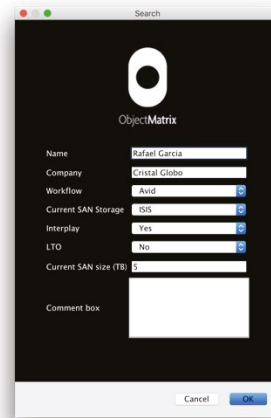 Search
ObjectMatrix
Name Rafael Garcia
Company Cristal Globo
Workflow Avid
Current SAN Storage ISIS
Interplay Yes
LTO No
Current SAN size (TB) 5
Comment box
Cancel OK